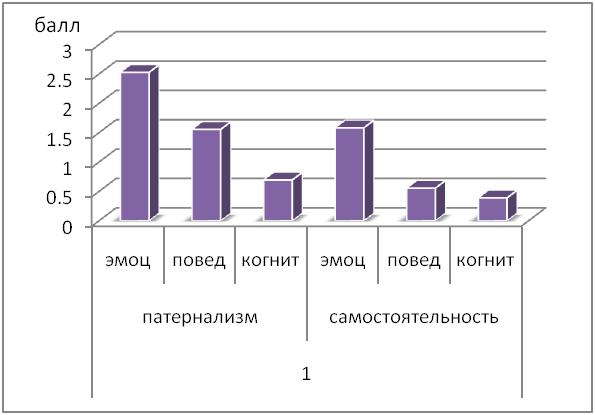 балл
3
2.5
2
1.5
1
0.5
0
эмоц повед когнит эмоц повед когнит
патернализм самостоятельность
1